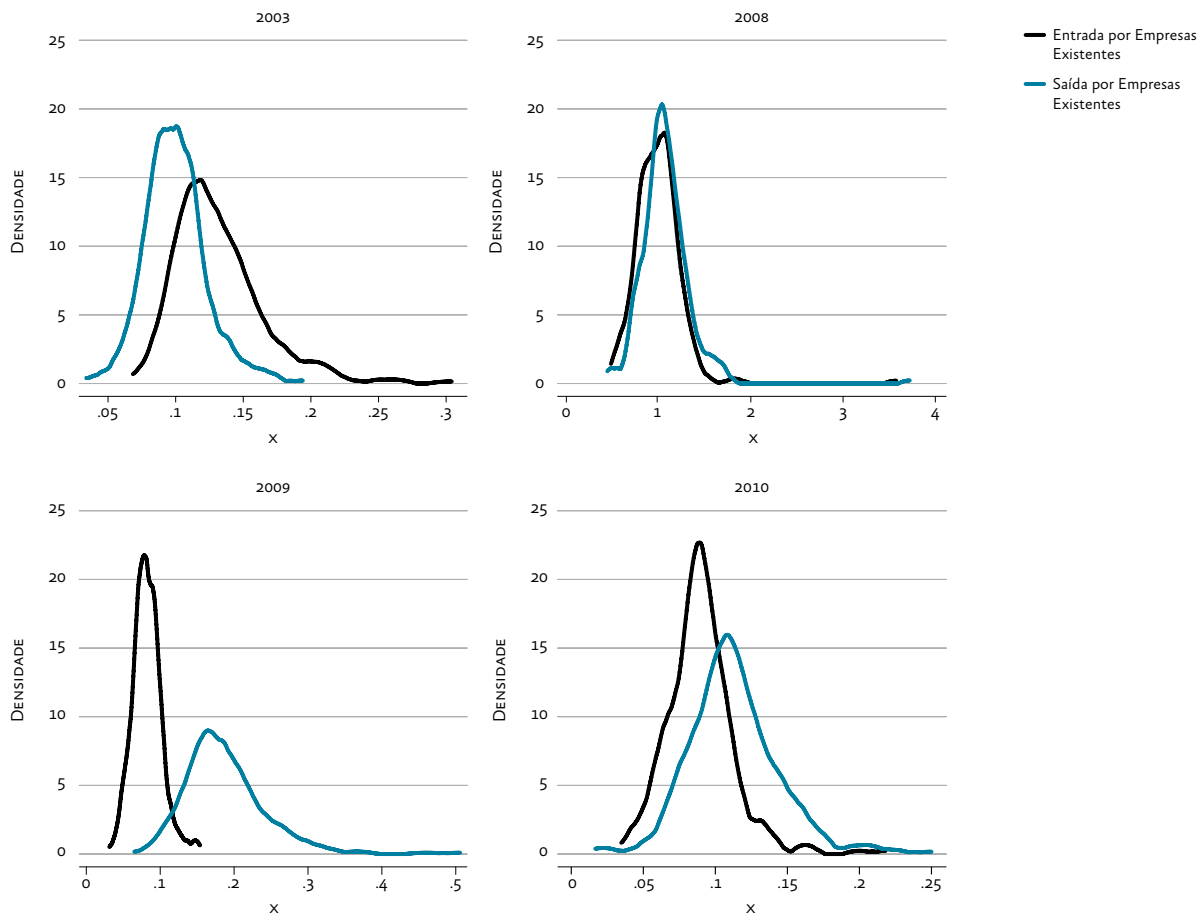 2003
25
20
15
10
5
0
DENSIDADE
.05 .1 .15 .2 .25 .3
x
2008
25
20
15
10
5
0
DENSIDADE
0 1 2 3 4
x
Entrada por Empresas
Existentes
Saída por Empresas
Existentes
2009
25
20
15
10
5
0
DENSIDADE
0 .1 .2 .3 .4 .5
x
2010
25
20
15
10
5
0
DENSIDADE
0 .05 .1 .15 .2 .25
x